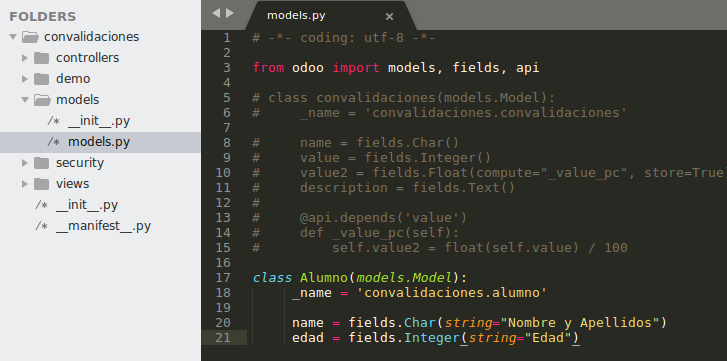 FOLDERS
convalidaciones
controllers
demo
models
/* __init__.py
/* models.py
security
views
/* __init__.py
/* __manifest__.py
models.py ×
1 # -*- coding: utf-8 -*-
2
3 from odoo import models, fields, api
4
5 # class convalidaciones(models.Model):
6 #     _name = 'convalidaciones.convalidaciones'
7
8 #     name = fields.Char()
9 #     value = fields.Integer()
10 #     value2 = fields.Float(compute="_value_pc", store=True
11 #     description = fields.Text()
12 #
13 #     @api.depends('value')
14 #     def _value_pc(self):
15 #         self.value2 = float(self.value) / 100
16
17 class Alumno(models.Model):
18     _name = 'convalidaciones.alumno'
19
20     name = fields.Char(string="Nombre y Apellidos")
21     edad = fields.Integer(string="Edad")